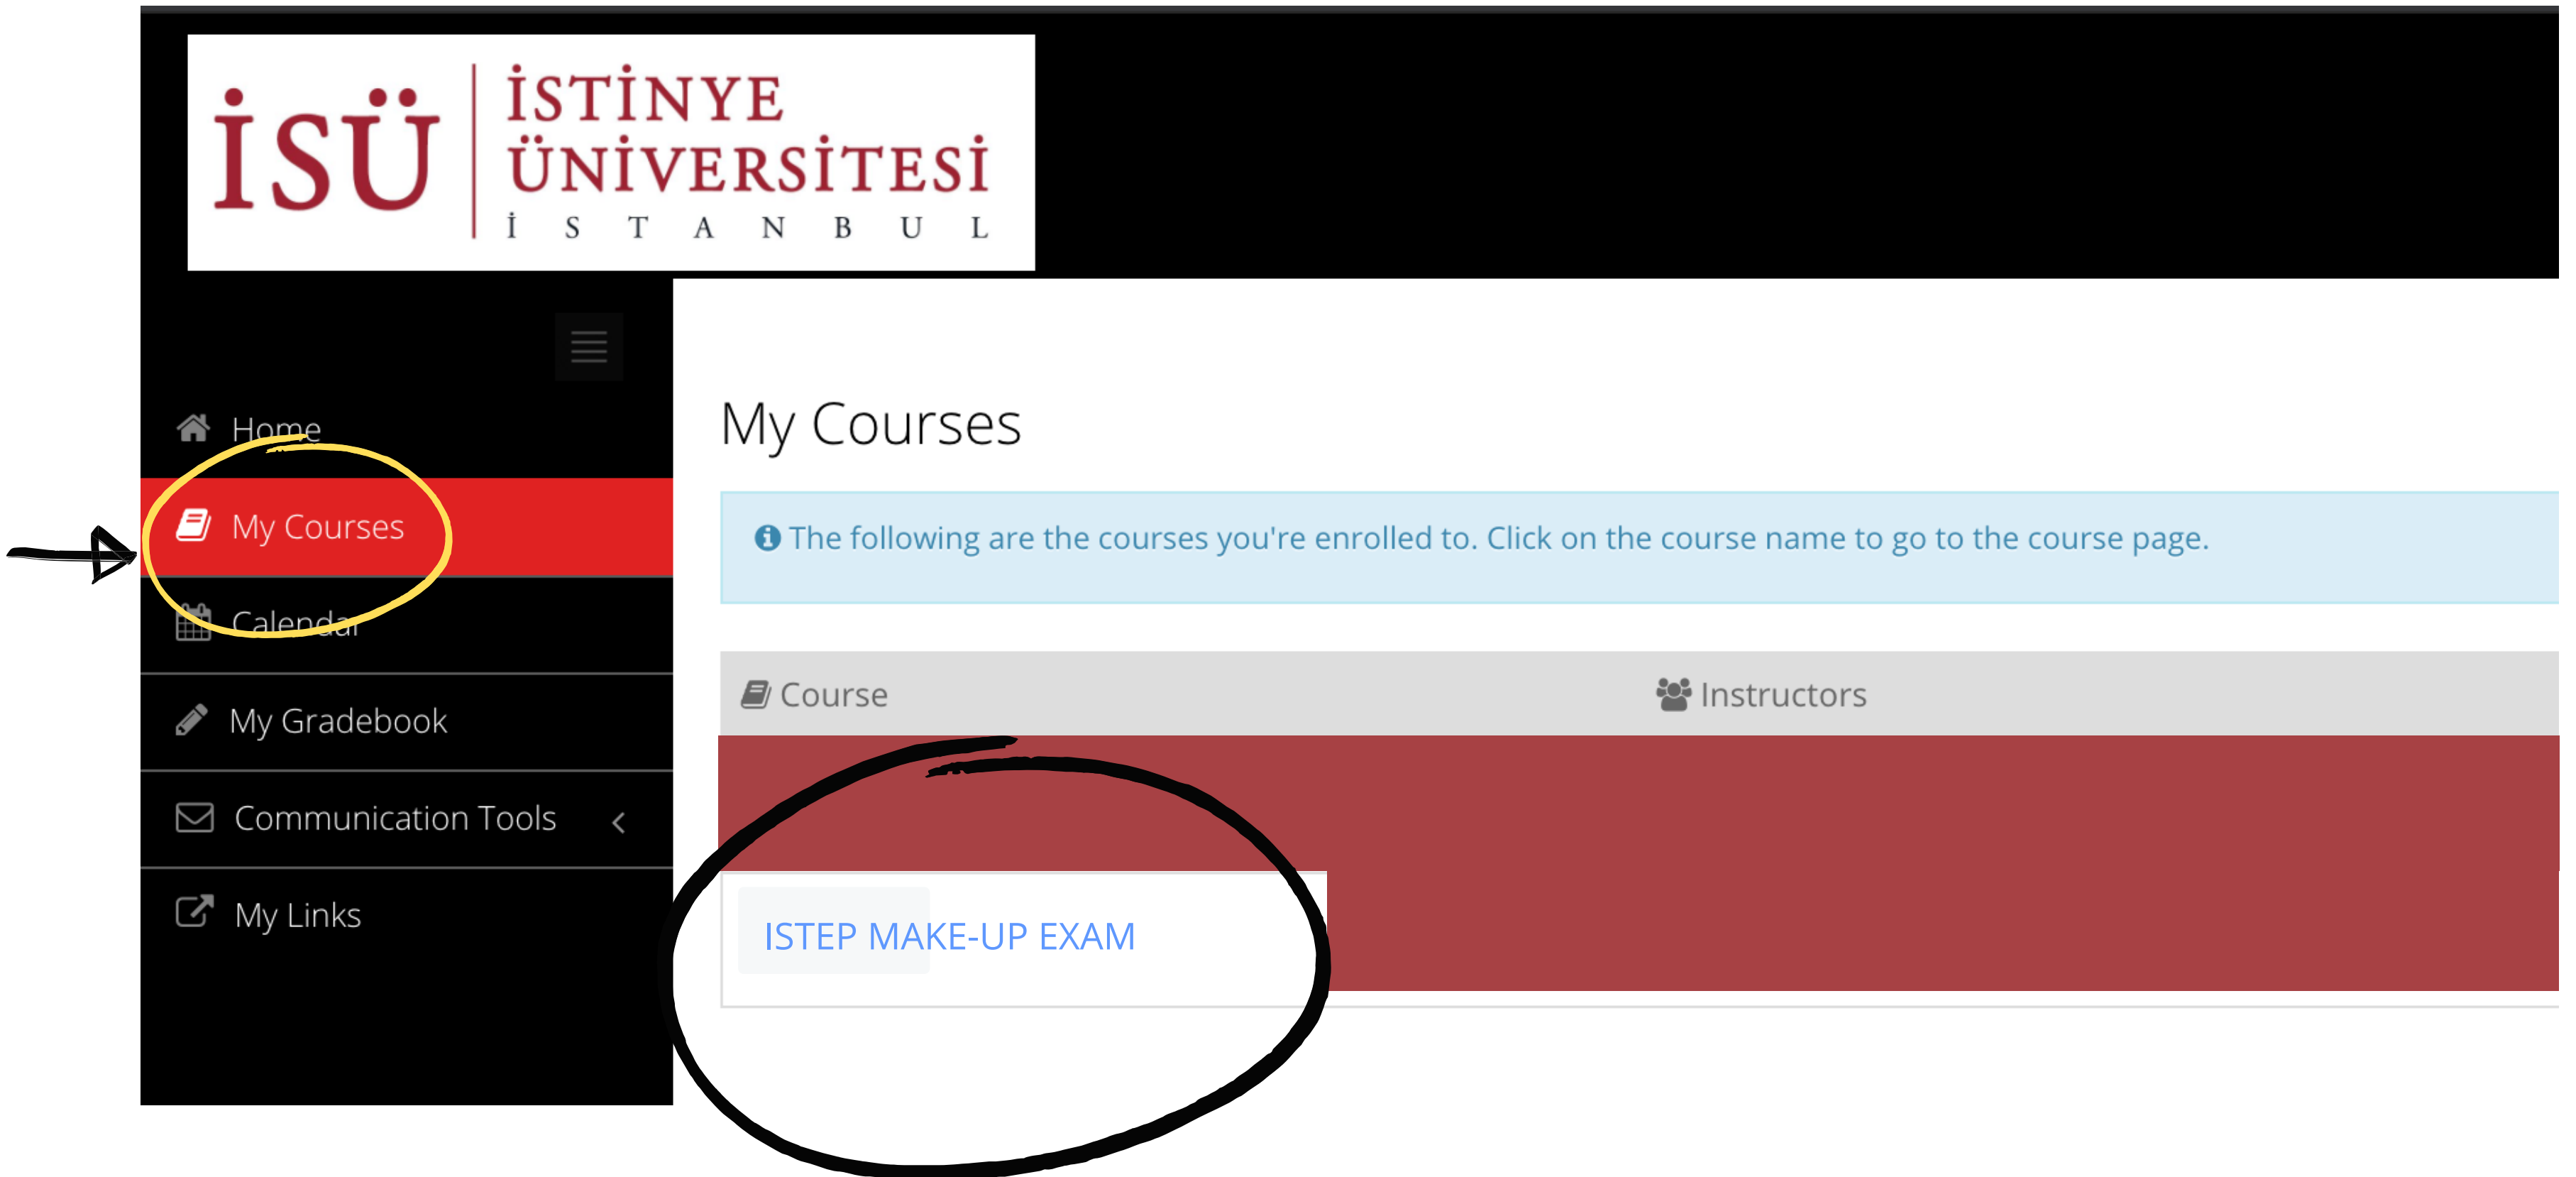 İSÜ
İSTİNYE
ÜNİVERSİTESİ
İSTANBUL
Home
My Courses
Calendar
My Gradebook
Communication Tools
My Links
My Courses
The following are the courses you're enrolled to. Click on the course name to go to the course page.
Course Instructors
ISTEP MAKE-UP EXAM